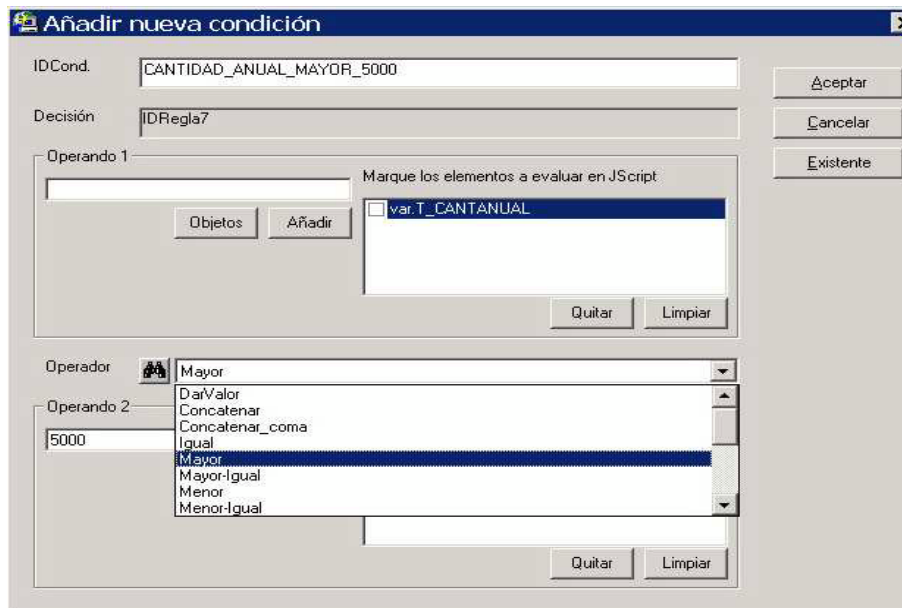 Añadir nueva condición
IDCond.
CANTIDAD_ANUAL_MAYOR_5000
Aceptar
Decisión
IDRegla7
Cancelar
Operando 1
Existente
Marque los elementos a evaluar en JScript
var.T_CANTANUAL
Objetos
Añadir
Quitar
Limpiar
Operador
Mayor
DarValor
Operando 2
Concatenar
Concatenar_coma
5000
Igual
Mayor
Mayor-Igual
Menor
Menor-Igual
Quitar
Limpiar